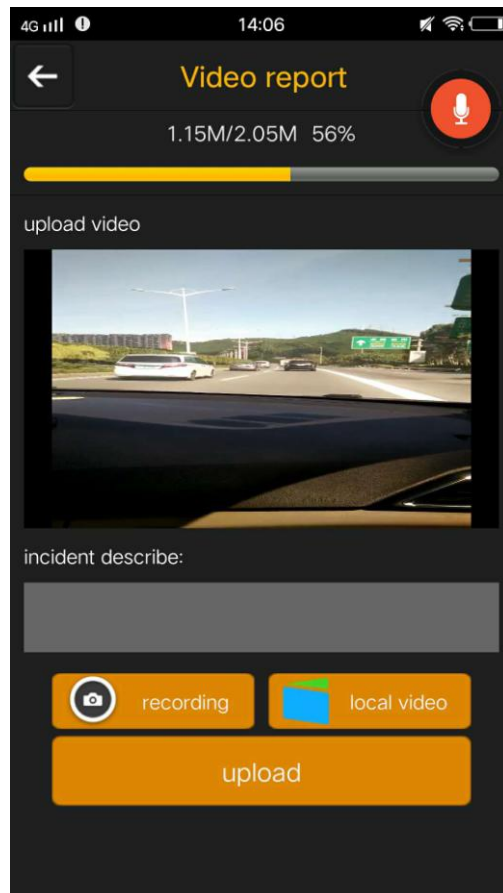 4G 14:06
Video report
1.15M/2.05M 56%
upload video
incident describe:
recording
local video
upload